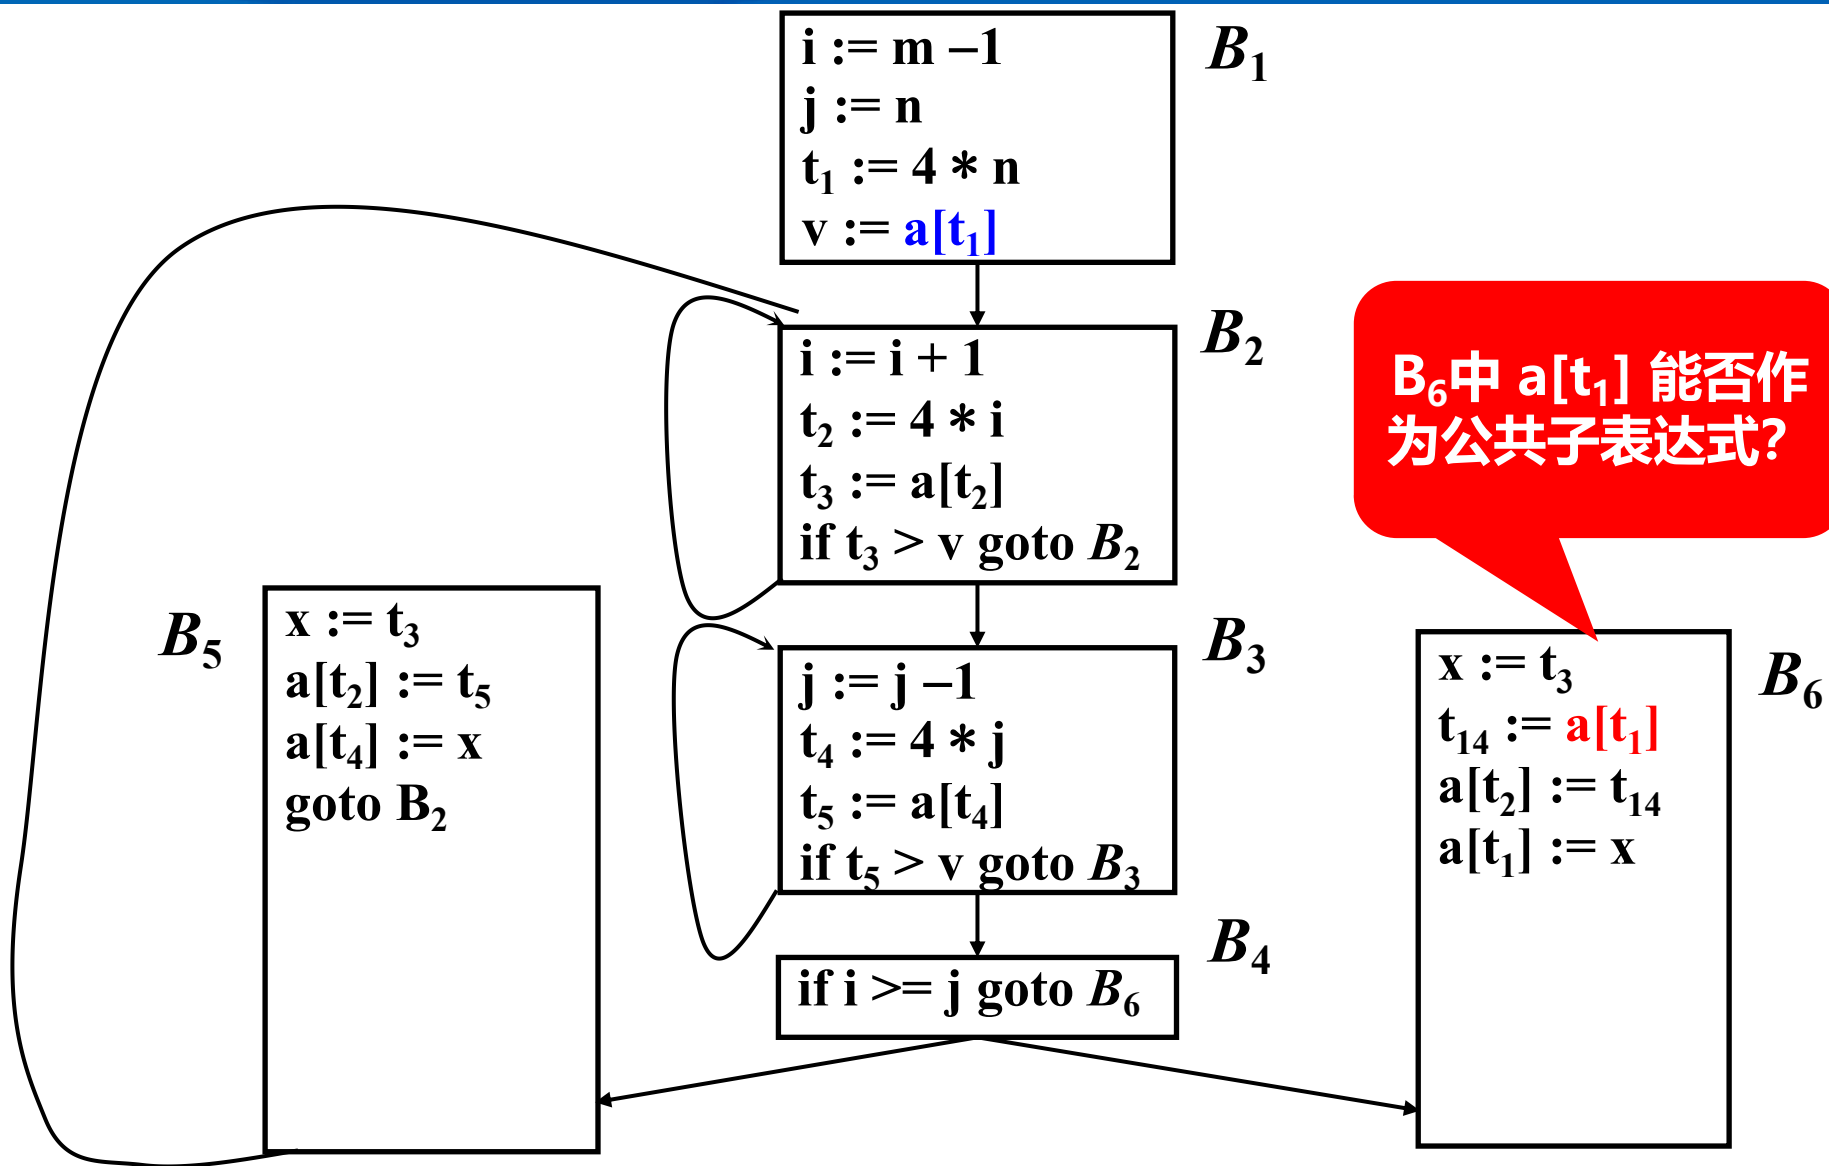 i := m –1
j := n
t₁ := 4 * n
v := a[t₁]
B₁
i := i + 1
t₂ := 4 * i
t₃ := a[t₂]
if t₃ > v goto B₂
B₂
B₆中 a[t₁] 能否作
为公共子表达式?
j := j –1
t₄ := 4 * j
t₅ := a[t₄]
if t₅ > v goto B₃
B₃
if i >= j goto B₆
B₄
B₅
x := t₃
a[t₂] := t₅
a[t₄] := x
goto B₂
x := t₃
t₁₄ := a[t₁]
a[t₂] := t₁₄
a[t₁] := x
B₆